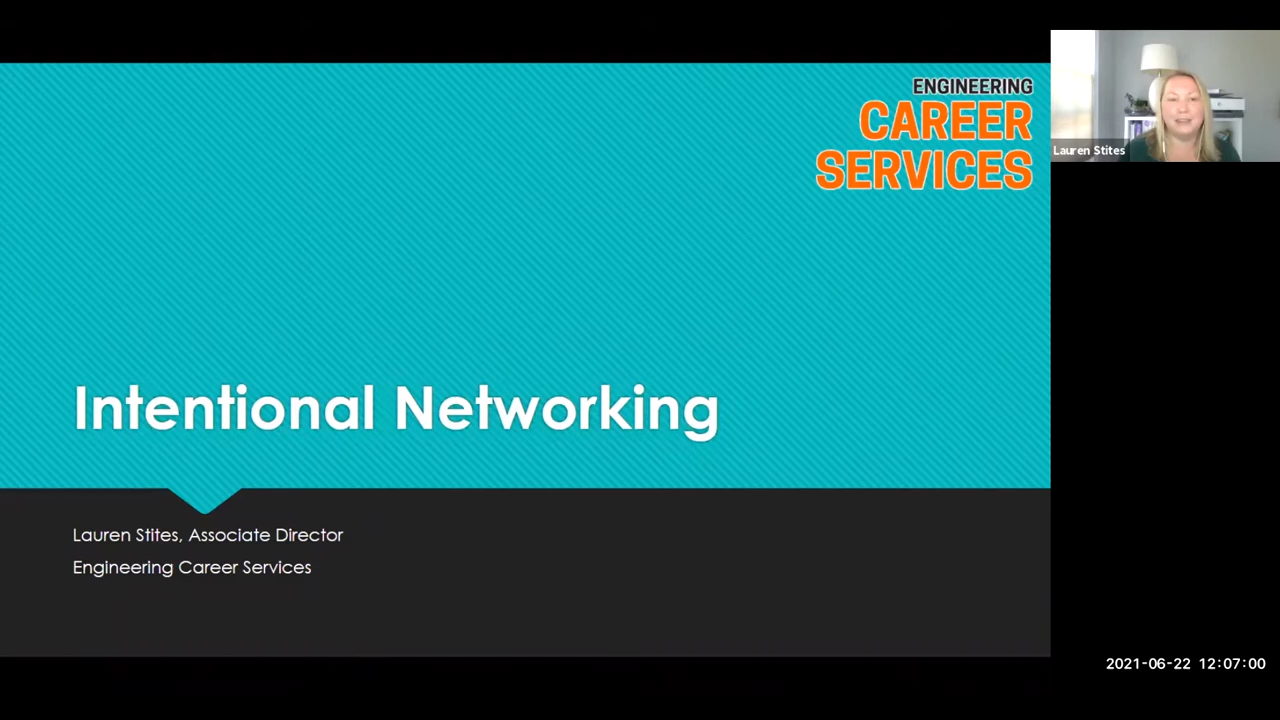 ENGINEERING
CAREER
SERVICES
Lauren Stites
Intentional Networking
Lauren Stites, Associate Director
Engineering Career Services
2021-06-22 12:07:00